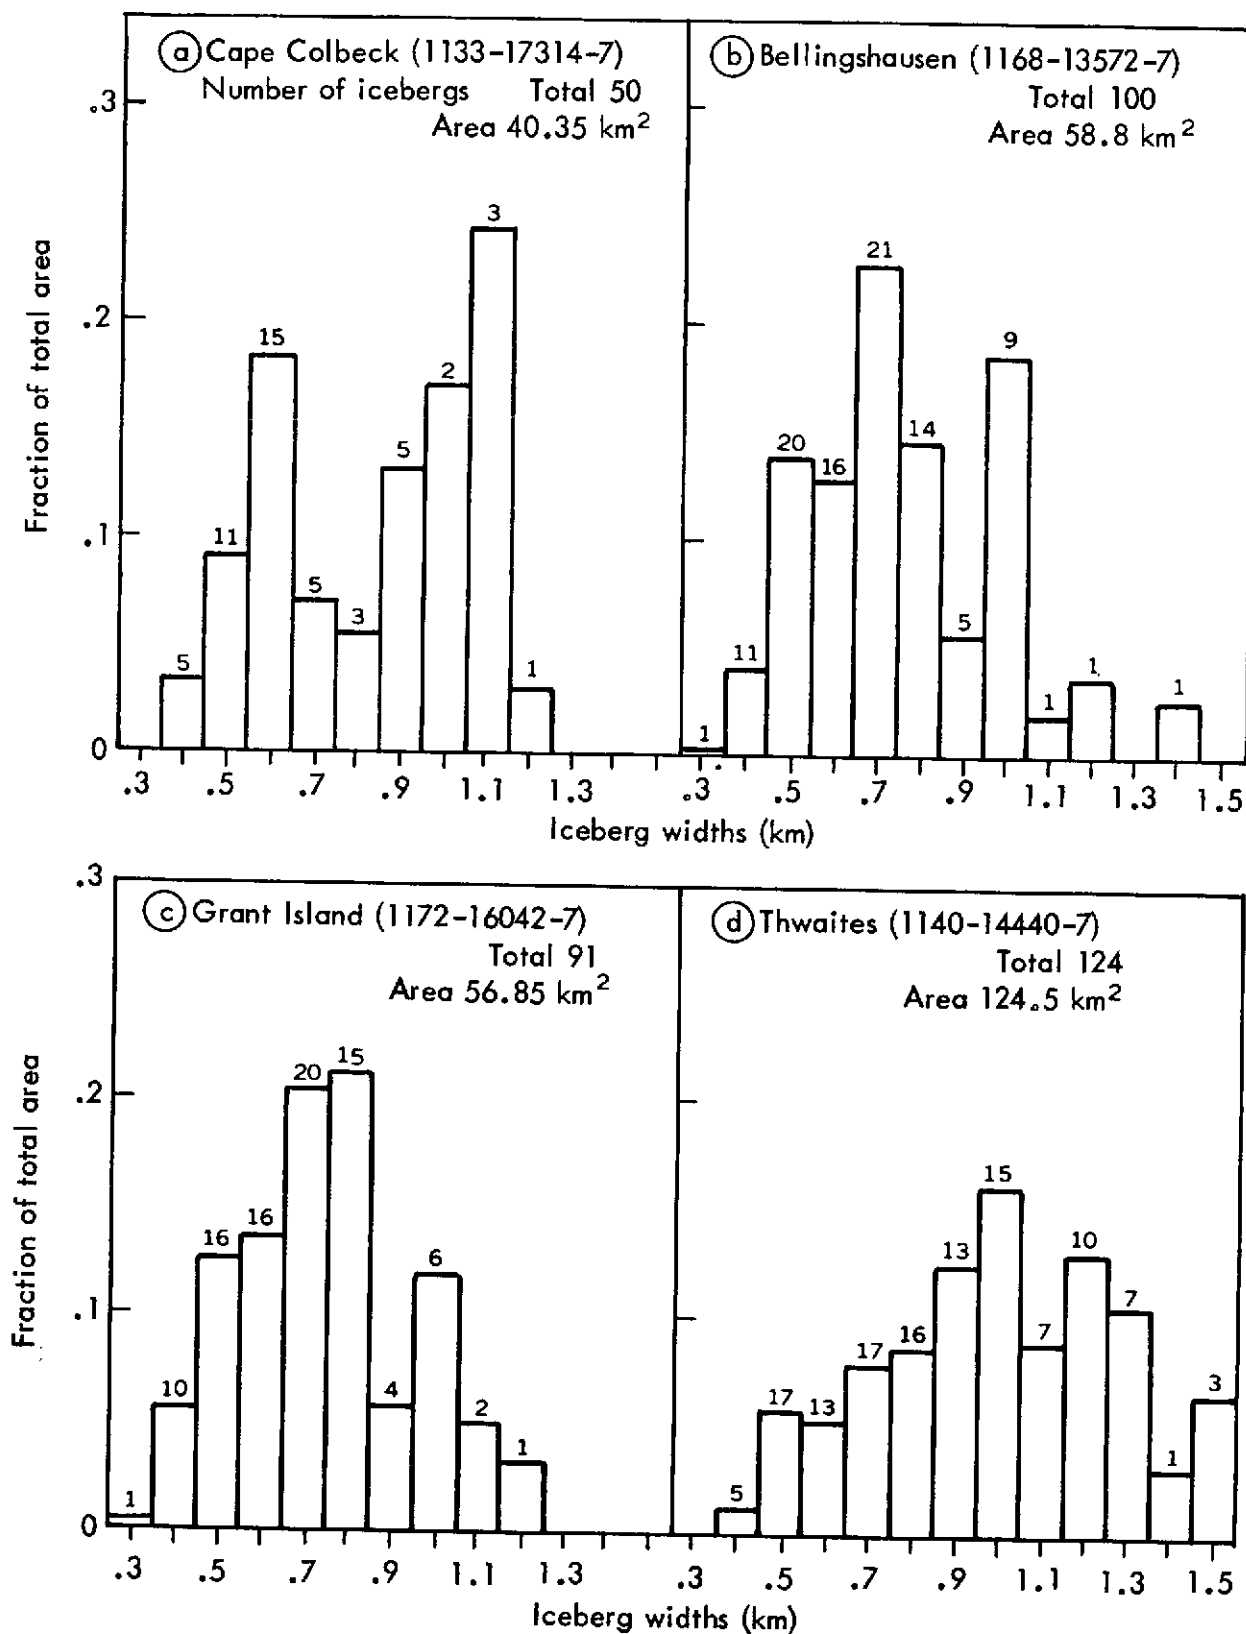 ⓐ Cape Colbeck (1133-17314-7)
Number of icebergs Total 50
Area 40.35 km²
ⓑ Bellingshausen (1168-13572-7)
Total 100
Area 58.8 km²
Fraction of total area
.3
.2
.1
0
5
11
15
5
3
5
2
3
1
1
11
20
16
21
14
5
9
1
1
1
.3 .5 .7 .9 1.1 1.3
.3 .5 .7 .9 1.1 1.3 1.5
Iceberg widths (km)
ⓒ Grant Island (1172-16042-7)
Total 91
Area 56.85 km²
ⓓ Thwaites (1140-14440-7)
Total 124
Area 124.5 km²
Fraction of total area
.3
.2
.1
0
1
10
16
16
20
15
4
6
2
1
5
17
13
17
16
13
15
7
10
7
1
3
.3 .5 .7 .9 1.1 1.3
.3 .5 .7 .9 1.1 1.3 1.5
Iceberg widths (km)